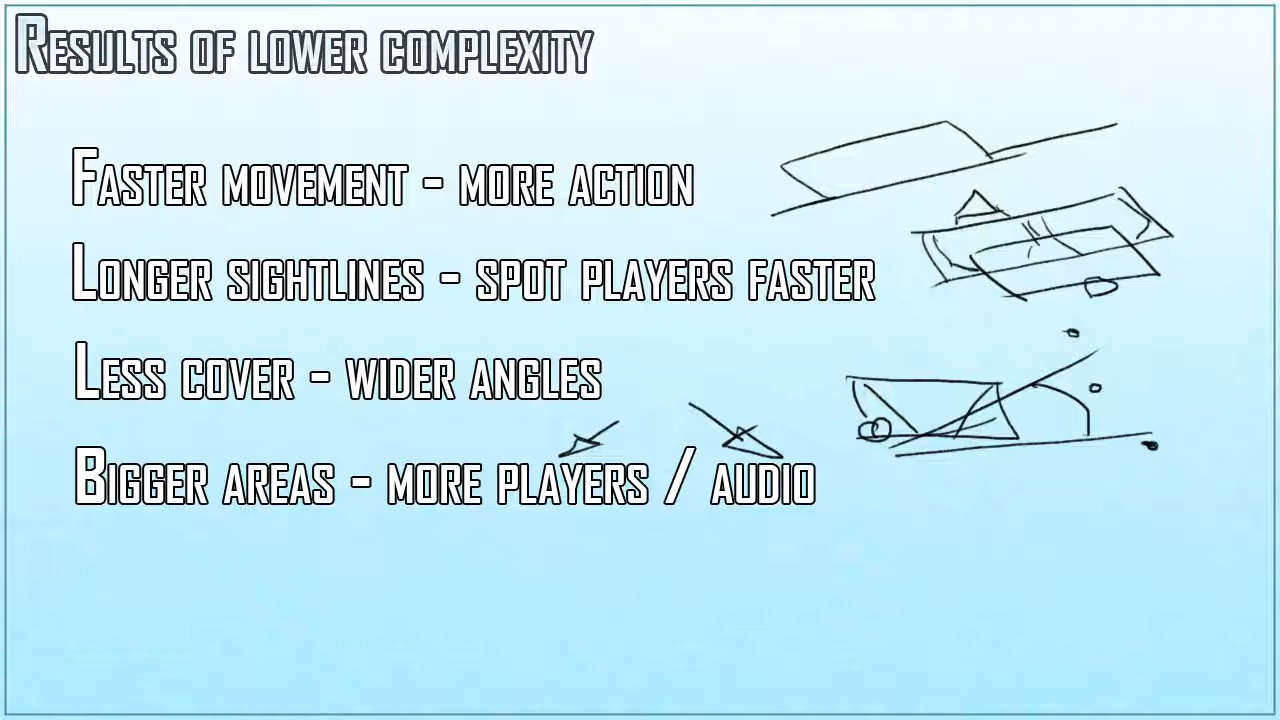 Results of lower complexity
Faster movement - more action
Longer sightlines - spot players faster
Less cover - wider angles
Bigger areas - more players / audio